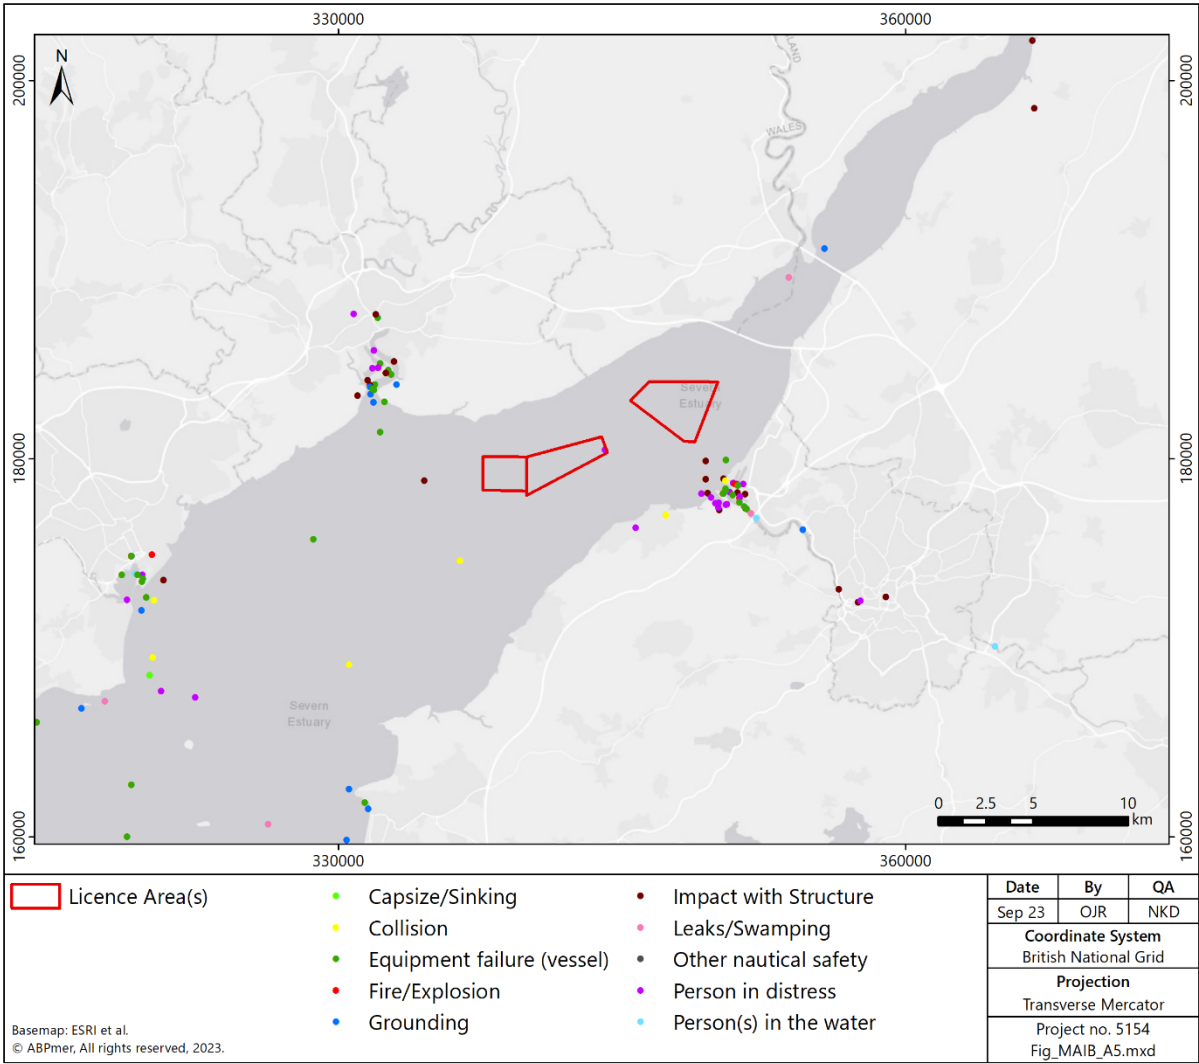 330000
360000
N
200000
200000
LAND
WALES
Severn
Estuary
180000
180000
Severn
Estuary
0 2.5 5 10
km
160000
160000
330000
360000
Licence Area(s)
Capsize/Sinking
Collision
Equipment failure (vessel)
Fire/Explosion
Grounding
Impact with Structure
Leaks/Swamping
Other nautical safety
Person in distress
Person(s) in the water
Date By QA
Sep 23 OJR NKD
Coordinate System
British National Grid
Projection
Transverse Mercator
Project no. 5154
Fig_MAIB_A5.mxd
Basemap: ESRI et al.
© ABPmer, All rights reserved, 2023.